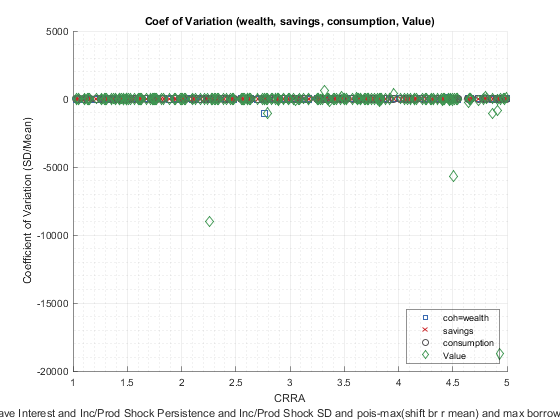 Coef of Variation (wealth, savings, consumption, Value)
5000
0
-5000
-10000
-15000
-20000
Coefficient of Variation (SD/Mean)
1
1.5
2
2.5
3
3.5
4
4.5
5
CRRA
coh=wealth
savings
consumption
Value
ave Interest and Inc/Prod Shock Persistence and Inc/Prod Shock SD and pois-max(shift br r mean) and max borrow